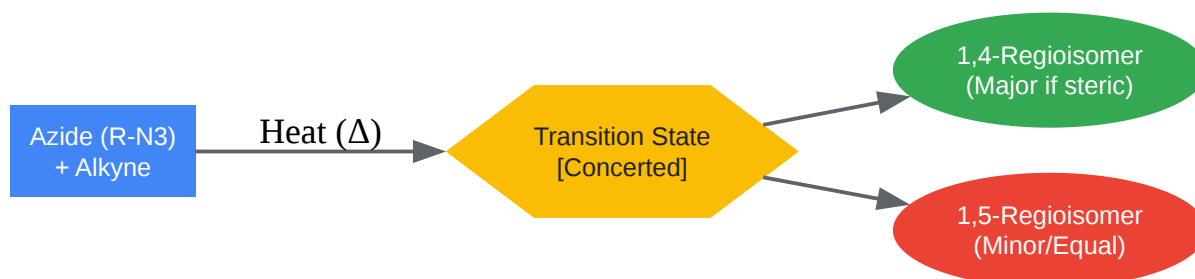 Azide (R-N3)
+ Alkyne
Heat (Δ)
Transition State
[Concerted]
1,4-Regioisomer
(Major if steric)
1,5-Regioisomer
(Minor/Equal)